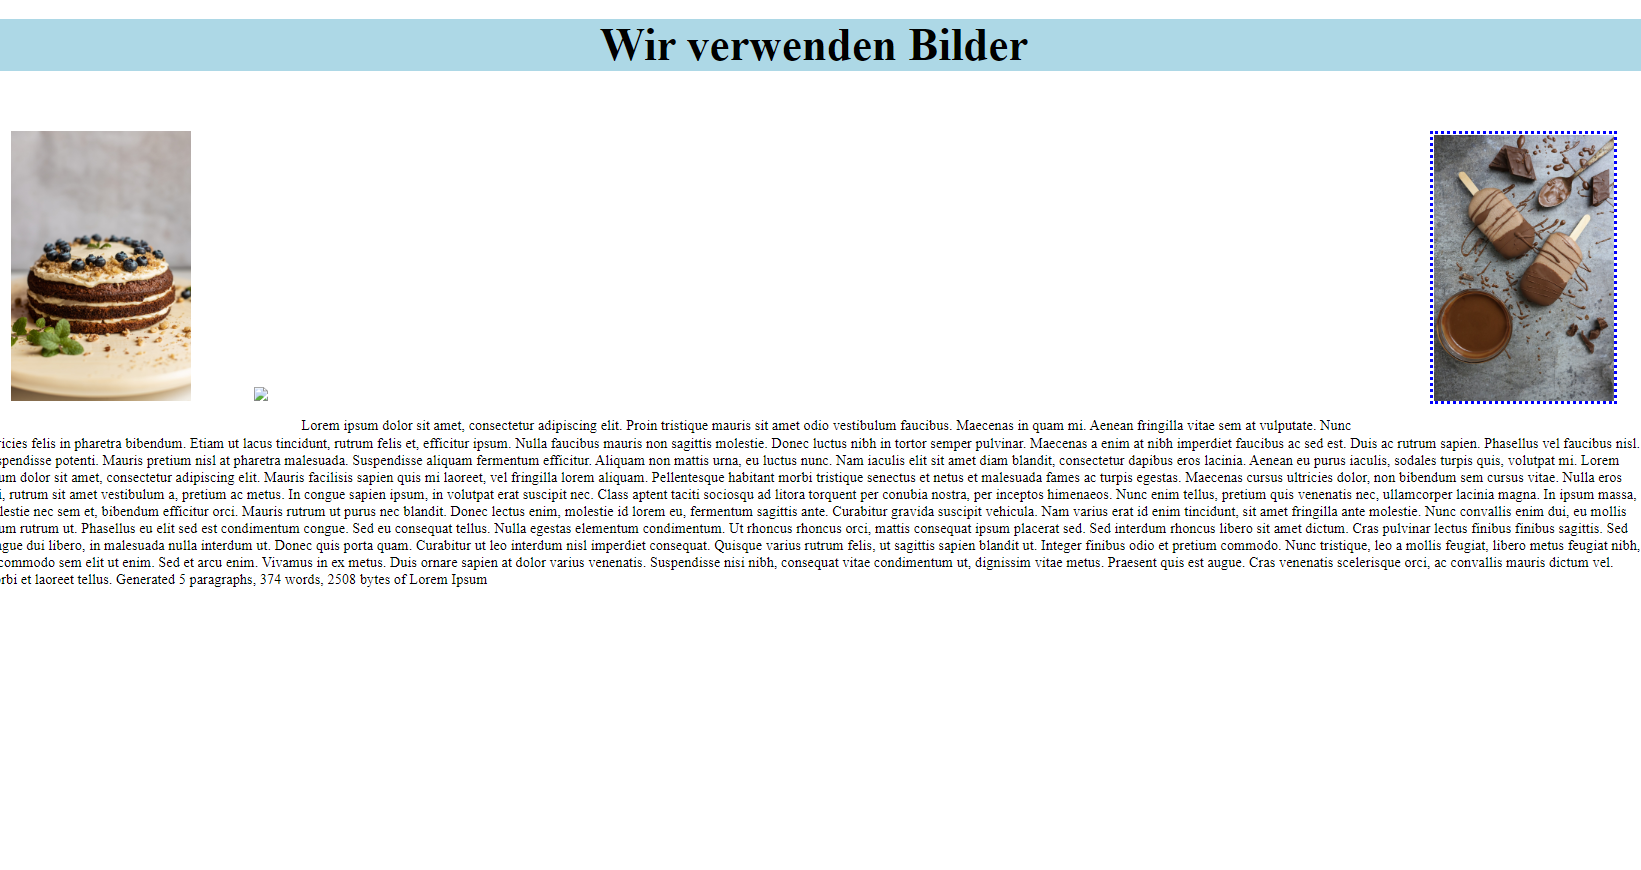 Wir verwenden Bilder
Lorem ipsum dolor sit amet, consectetur adipiscing elit. Proin tristique mauris sit amet odio vestibulum faucibus. Maecenas in quam mi. Aenean fringilla vitae sem at vulputate. Nunc
ricies felis in pharetra bibendum. Etiam ut lacus tincidunt, rutrum felis et, efficitur ipsum. Nulla faucibus mauris non sagittis molestie. Donec luctus nibh in tortor semper pulvinar. Maecenas a enim at nibh imperdiet faucibus ac sed est. Duis ac rutrum sapien. Phasellus vel faucibus nisl.
spendisse potenti. Mauris pretium nisl at pharetra malesuada. Suspendisse aliquam fermentum efficitur. Aliquam non mattis urna, eu luctus nunc. Nam iaculis elit sit amet diam blandit, consectetur dapibus eros lacinia. Aenean eu purus iaculis, sodales turpis quis, volutpat mi. Lorem
um dolor sit amet, consectetur adipiscing elit. Mauris facilisis sapien quis mi laoreet, vel fringilla lorem aliquam. Pellentesque habitant morbi tristique senectus et netus et malesuada fames ac turpis egestas. Maecenas cursus ultricies dolor, non bibendum sem cursus vitae. Nulla eros
i, rutrum sit amet vestibulum a, pretium ac metus. In congue sapien ipsum, in volutpat erat suscipit nec. Class aptent taciti sociosqu ad litora torquent per conubia nostra, per inceptos himenaeos. Nunc enim tellus, pretium quis venenatis nec, ullamcorper lacinia magna. In ipsum massa,
lestie nec sem et, bibendum efficitur orci. Mauris rutrum ut purus nec blandit. Donec lectus enim, molestie id lorem eu, fermentum sagittis ante. Curabitur gravida suscipit vehicula. Nam varius erat id enim tincidunt, sit amet fringilla ante molestie. Nunc convallis enim dui, eu mollis
um rutrum ut. Phasellus eu elit sed est condimentum congue. Sed eu consequat tellus. Nulla egestas elementum condimentum. Ut rhoncus rhoncus orci, mattis consequat ipsum placerat sed. Sed interdum rhoncus libero sit amet dictum. Cras pulvinar lectus finibus finibus sagittis. Sed
gue dui libero, in malesuada nulla interdum ut. Donec quis porta quam. Curabitur ut leo interdum nisl imperdiet consequat. Quisque varius rutrum felis, ut sagittis sapien blandit ut. Integer finibus odio et pretium commodo. Nunc tristique, leo a mollis feugiat, libero metus feugiat nibh,
commodo sem elit ut enim. Sed et arcu enim. Vivamus in ex metus. Duis ornare sapien at dolor varius venenatis. Suspendisse nisi nibh, consequat vitae condimentum ut, dignissim vitae metus. Praesent quis est augue. Cras venenatis scelerisque orci, ac convallis mauris dictum vel.
rbi et laoreet tellus. Generated 5 paragraphs, 374 words, 2508 bytes of Lorem Ipsum